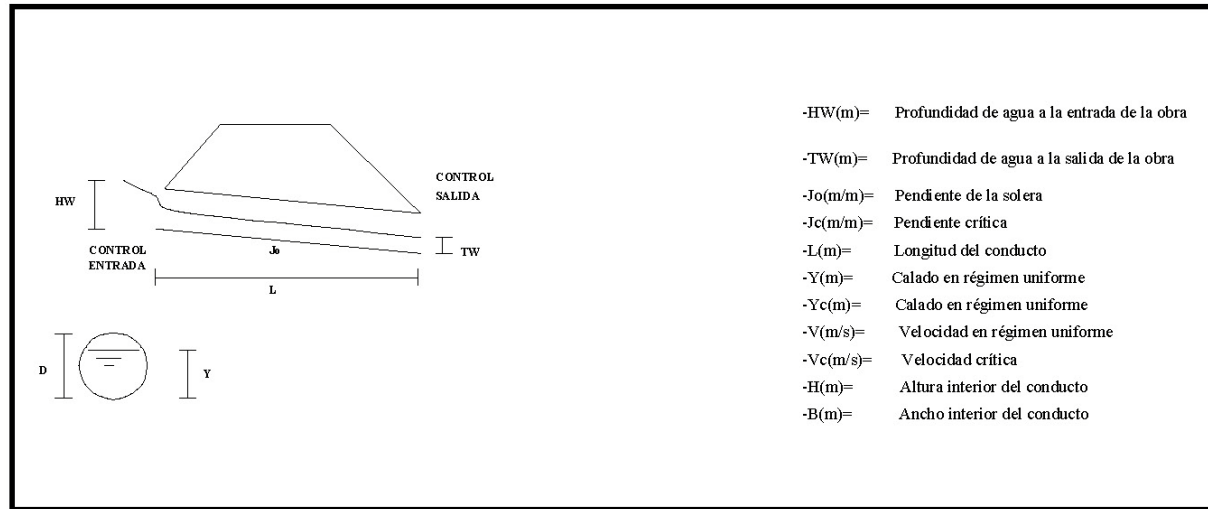 HW
CONTROL
ENTRADA
Jo
L
CONTROL
SALIDA
TW
D
Y
-HW(m)= Profundidad de agua a la entrada de la obra
-TW(m)= Profundidad de agua a la salida de la obra
-Jo(m/m)= Pendiente de la solera
-Jc(m/m)= Pendiente crítica
-L(m)= Longitud del conducto
-Y(m)= Calado en régimen uniforme
-Yc(m)= Calado en régimen uniforme
-V(m/s)= Velocidad en régimen uniforme
-Vc(m/s)= Velocidad crítica
-H(m)= Altura interior del conducto
-B(m)= Ancho interior del conducto